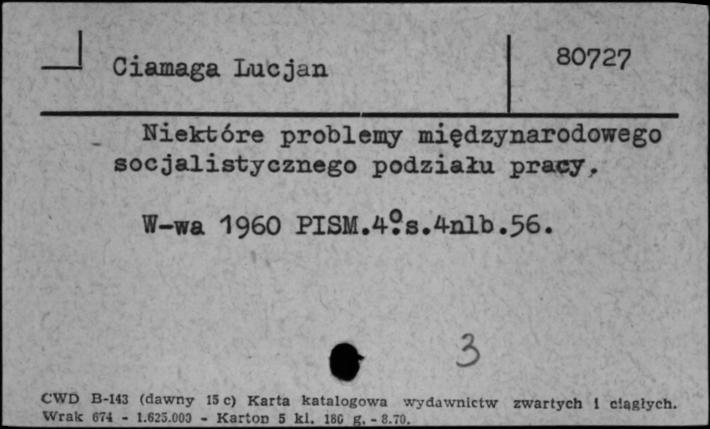 Ciamaga Lucjan
80727
Niektóre problemy międzynarodowego
socjalistycznego podziału pracy.
W-wa 1960 PISM.4º.s.4nlb.56.
3
CWD B-143 (dawny 15 c) Karta katalogowa wydawnictw zwartych i ciągłych.
Wrak 674 - 1.625.000 - Karton 5 kl. 180 g. - 8.70.